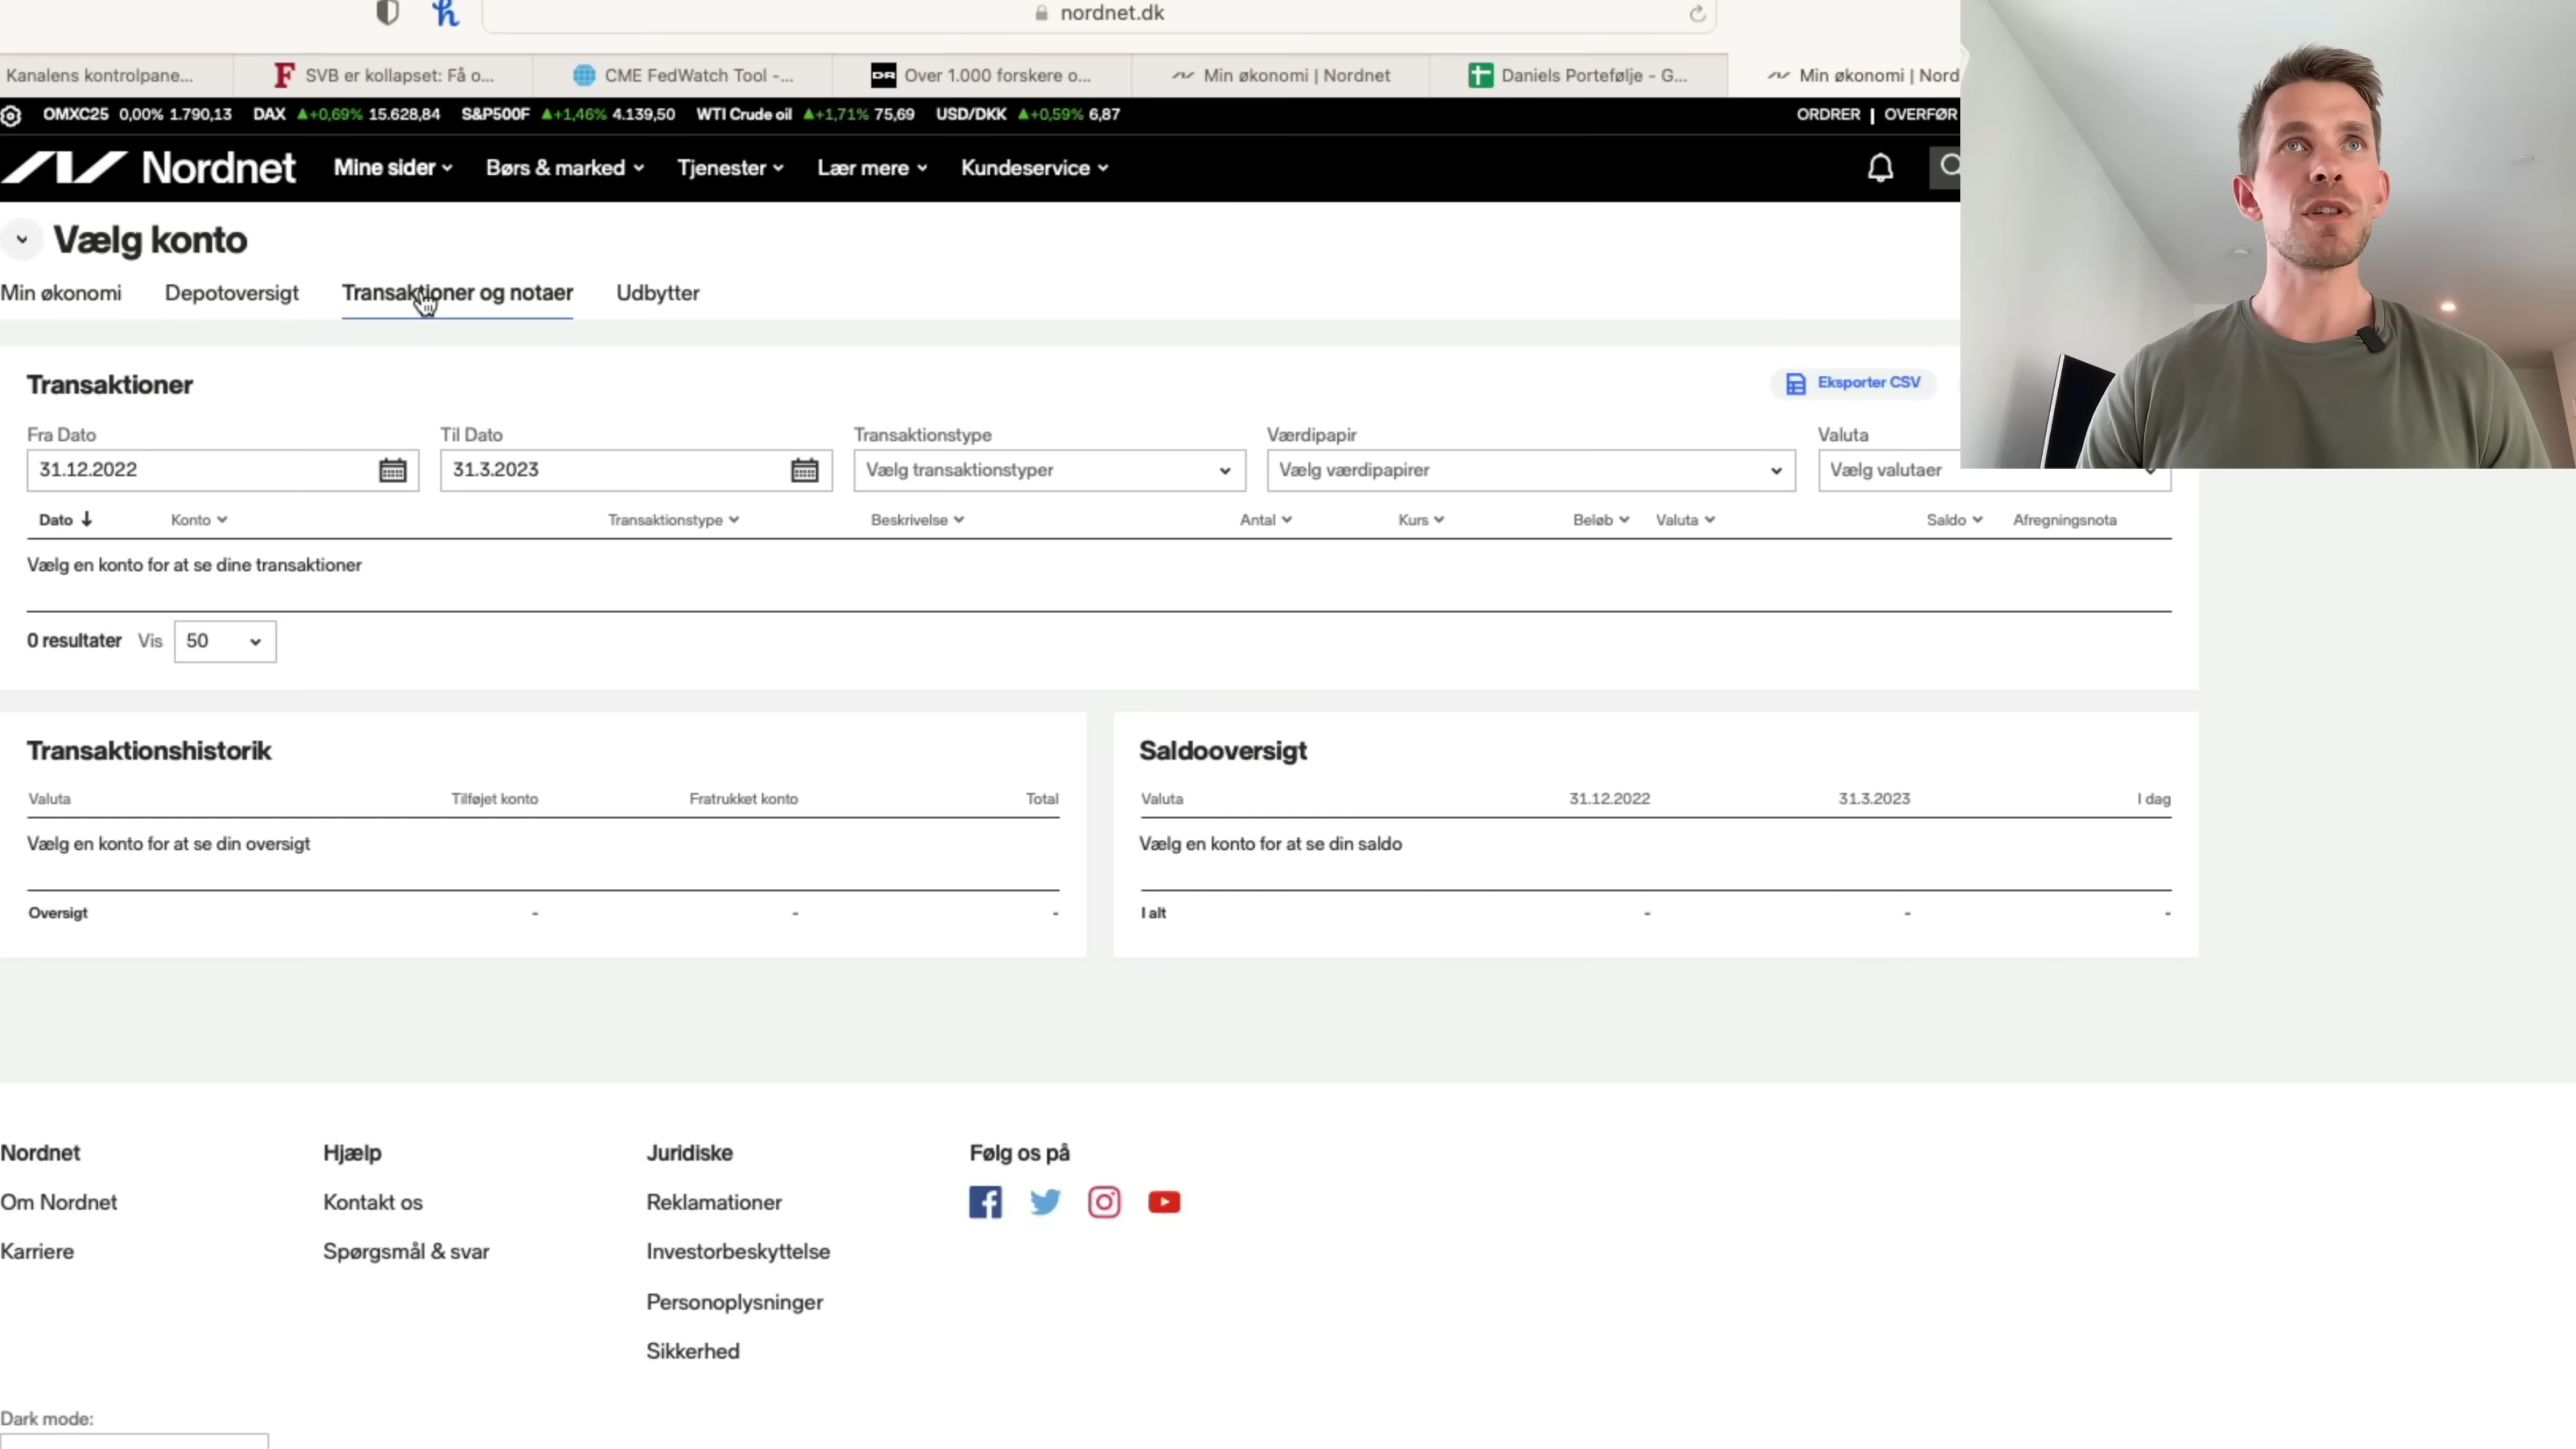 nordnet.dk
Kanalens kontrolpane...
SVB er kollapset: Få o...
CME FedWatch Tool -...
DR Over 1.000 forskere o...
Min økonomi | Nordnet
Daniels Portefølje - G...
Min økonomi | Nord
OMXC25 0,00% 1.790,13 DAX ▲+0,69% 15.628,84 S&P500F ▲+1,46% 4.139,50 WTI Crude oil ▲+1,71% 75,69 USD/DKK ▲+0,59% 6,87 ORDRER | OVERFØR
Nordnet Mine sider Børs & marked Tjenester Lær mere Kundeservice
Vælg konto
Min økonomi Depotoversigt Transaktioner og notaer Udbytter
Transaktioner Eksporter CSV
Fra Dato Til Dato Transaktionstype Værdipapir Valuta
31.12.2022 31.3.2023 Vælg transaktionstyper Vælg værdipapirer Vælg valutaer
Dato Konto Transaktionstype Beskrivelse Antal Kurs Beløb Valuta Saldo Afregningsnota
Vælg en konto for at se dine transaktioner
0 resultater Vis 50
Transaktionshistorik
Valuta Tilføjet konto Fratrukket konto Total
Vælg en konto for at se din oversigt
Oversigt - - -
Saldooversigt
Valuta 31.12.2022 31.3.2023 I dag
Vælg en konto for at se din saldo
I alt - - -
Nordnet
Om Nordnet
Karriere
Hjælp
Kontakt os
Spørgsmål & svar
Juridiske
Reklamationer
Investorbeskyttelse
Personoplysninger
Sikkerhed
Følg os på
Dark mode: